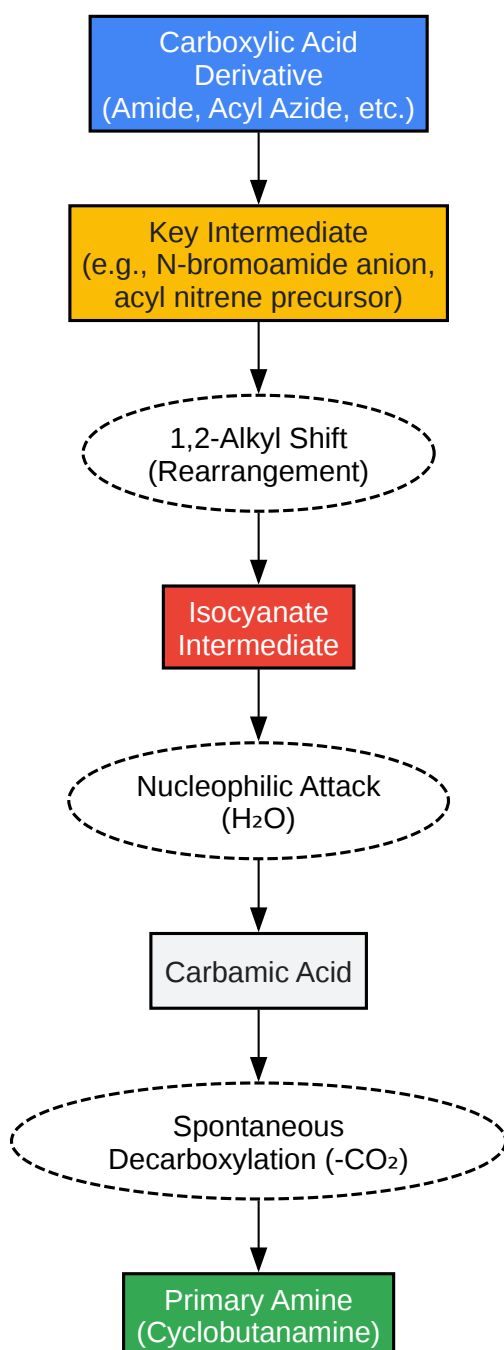 Carboxylic Acid
Derivative
(Amide, Acyl Azide, etc.)
Key Intermediate
(e.g., N-bromoamide anion,
acyl nitrene precursor)
1,2-Alkyl Shift
(Rearrangement)
Isocyanate
Intermediate
Nucleophilic Attack
(H₂O)
Carbamic Acid
Spontaneous
Decarboxylation (-CO₂)
Primary Amine
(Cyclobutanamine)